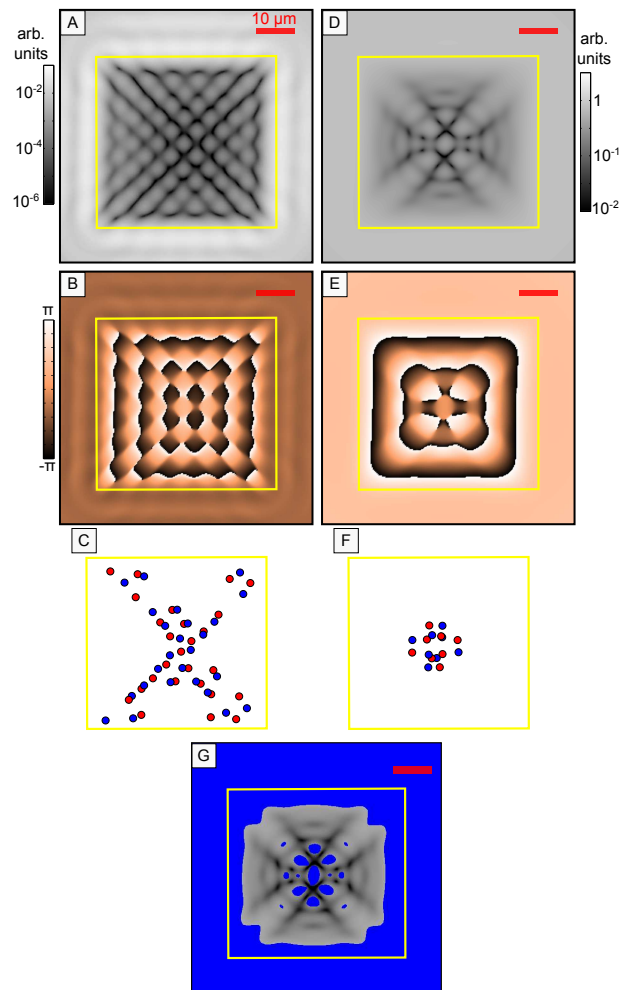 A
10 μm
D
arb.
units
10⁻²
10⁻⁴
10⁻⁶
arb.
units
1
10⁻¹
10⁻²
B
E
π
-π
C
F
G